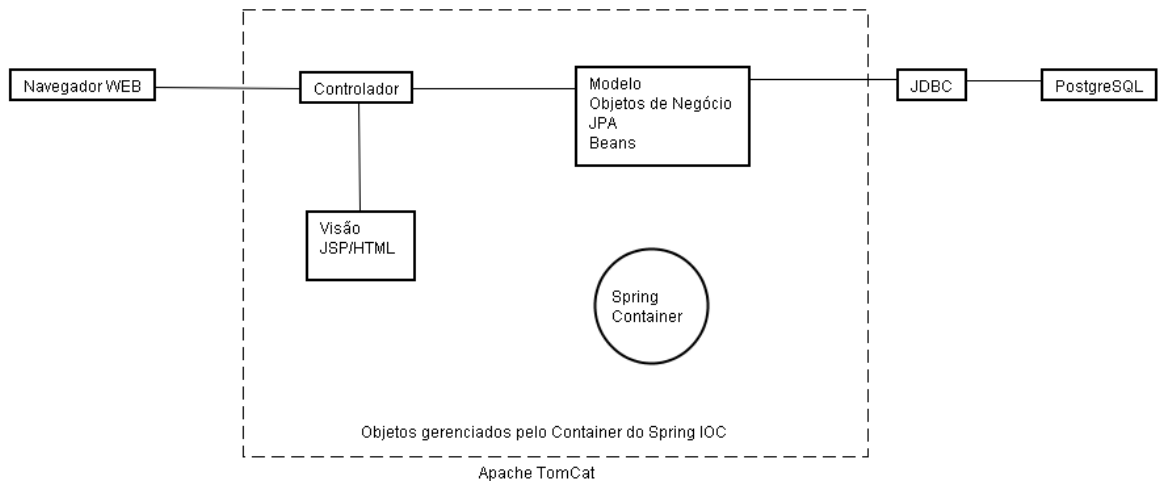 Navegador WEB
Controlador
Modelo
Objetos de Negócio
JPA
Beans
JDBC
PostgreSQL
Visão
JSP/HTML
Spring
Container
Objetos gerenciados pelo Container do Spring IOC
Apache TomCat